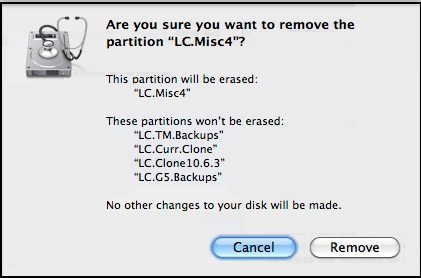 Are you sure you want to remove the
partition “LC.Misc4”?
This partition will be erased:
“LC.Misc4”
These partitions won't be erased:
“LC.TM.Backups”
“LC.Curr.Clone”
“LC.Clone10.6.3”
“LC.G5.Backups”
No other changes to your disk will be made.
Cancel
Remove